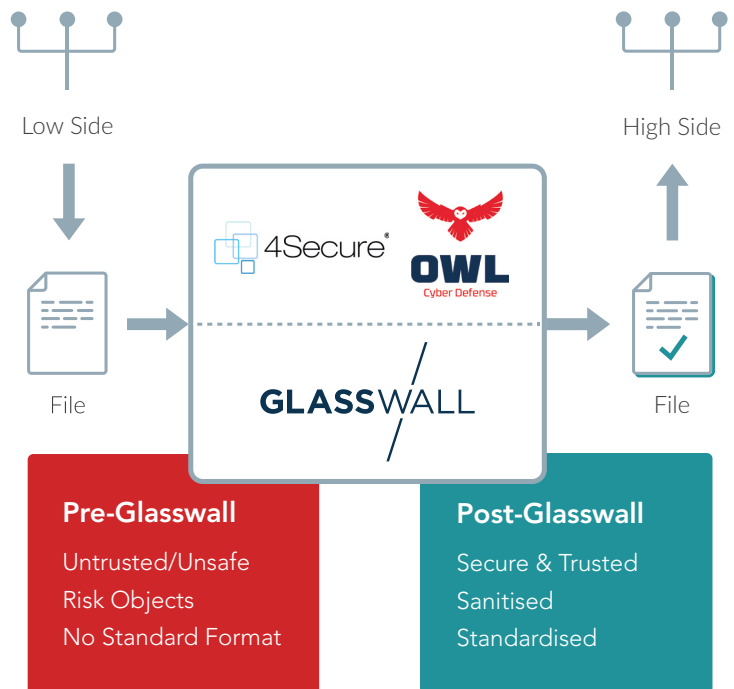 Low Side
High Side
4Secure®
OWL
Cyber Defense
GLASSWALL
File
File
Pre-Glasswall
Untrusted/Unsafe
Risk Objects
No Standard Format
Post-Glasswall
Secure & Trusted
Sanitised
Standardised